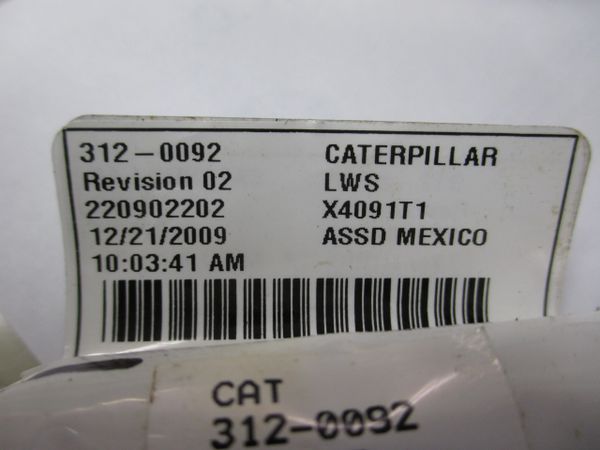 312-0092 CATERPILLAR
Revision 02 LWS
220902202 X4091T1
12/21/2009 ASSD MEXICO
10:03:41 AM
CAT
312-0092